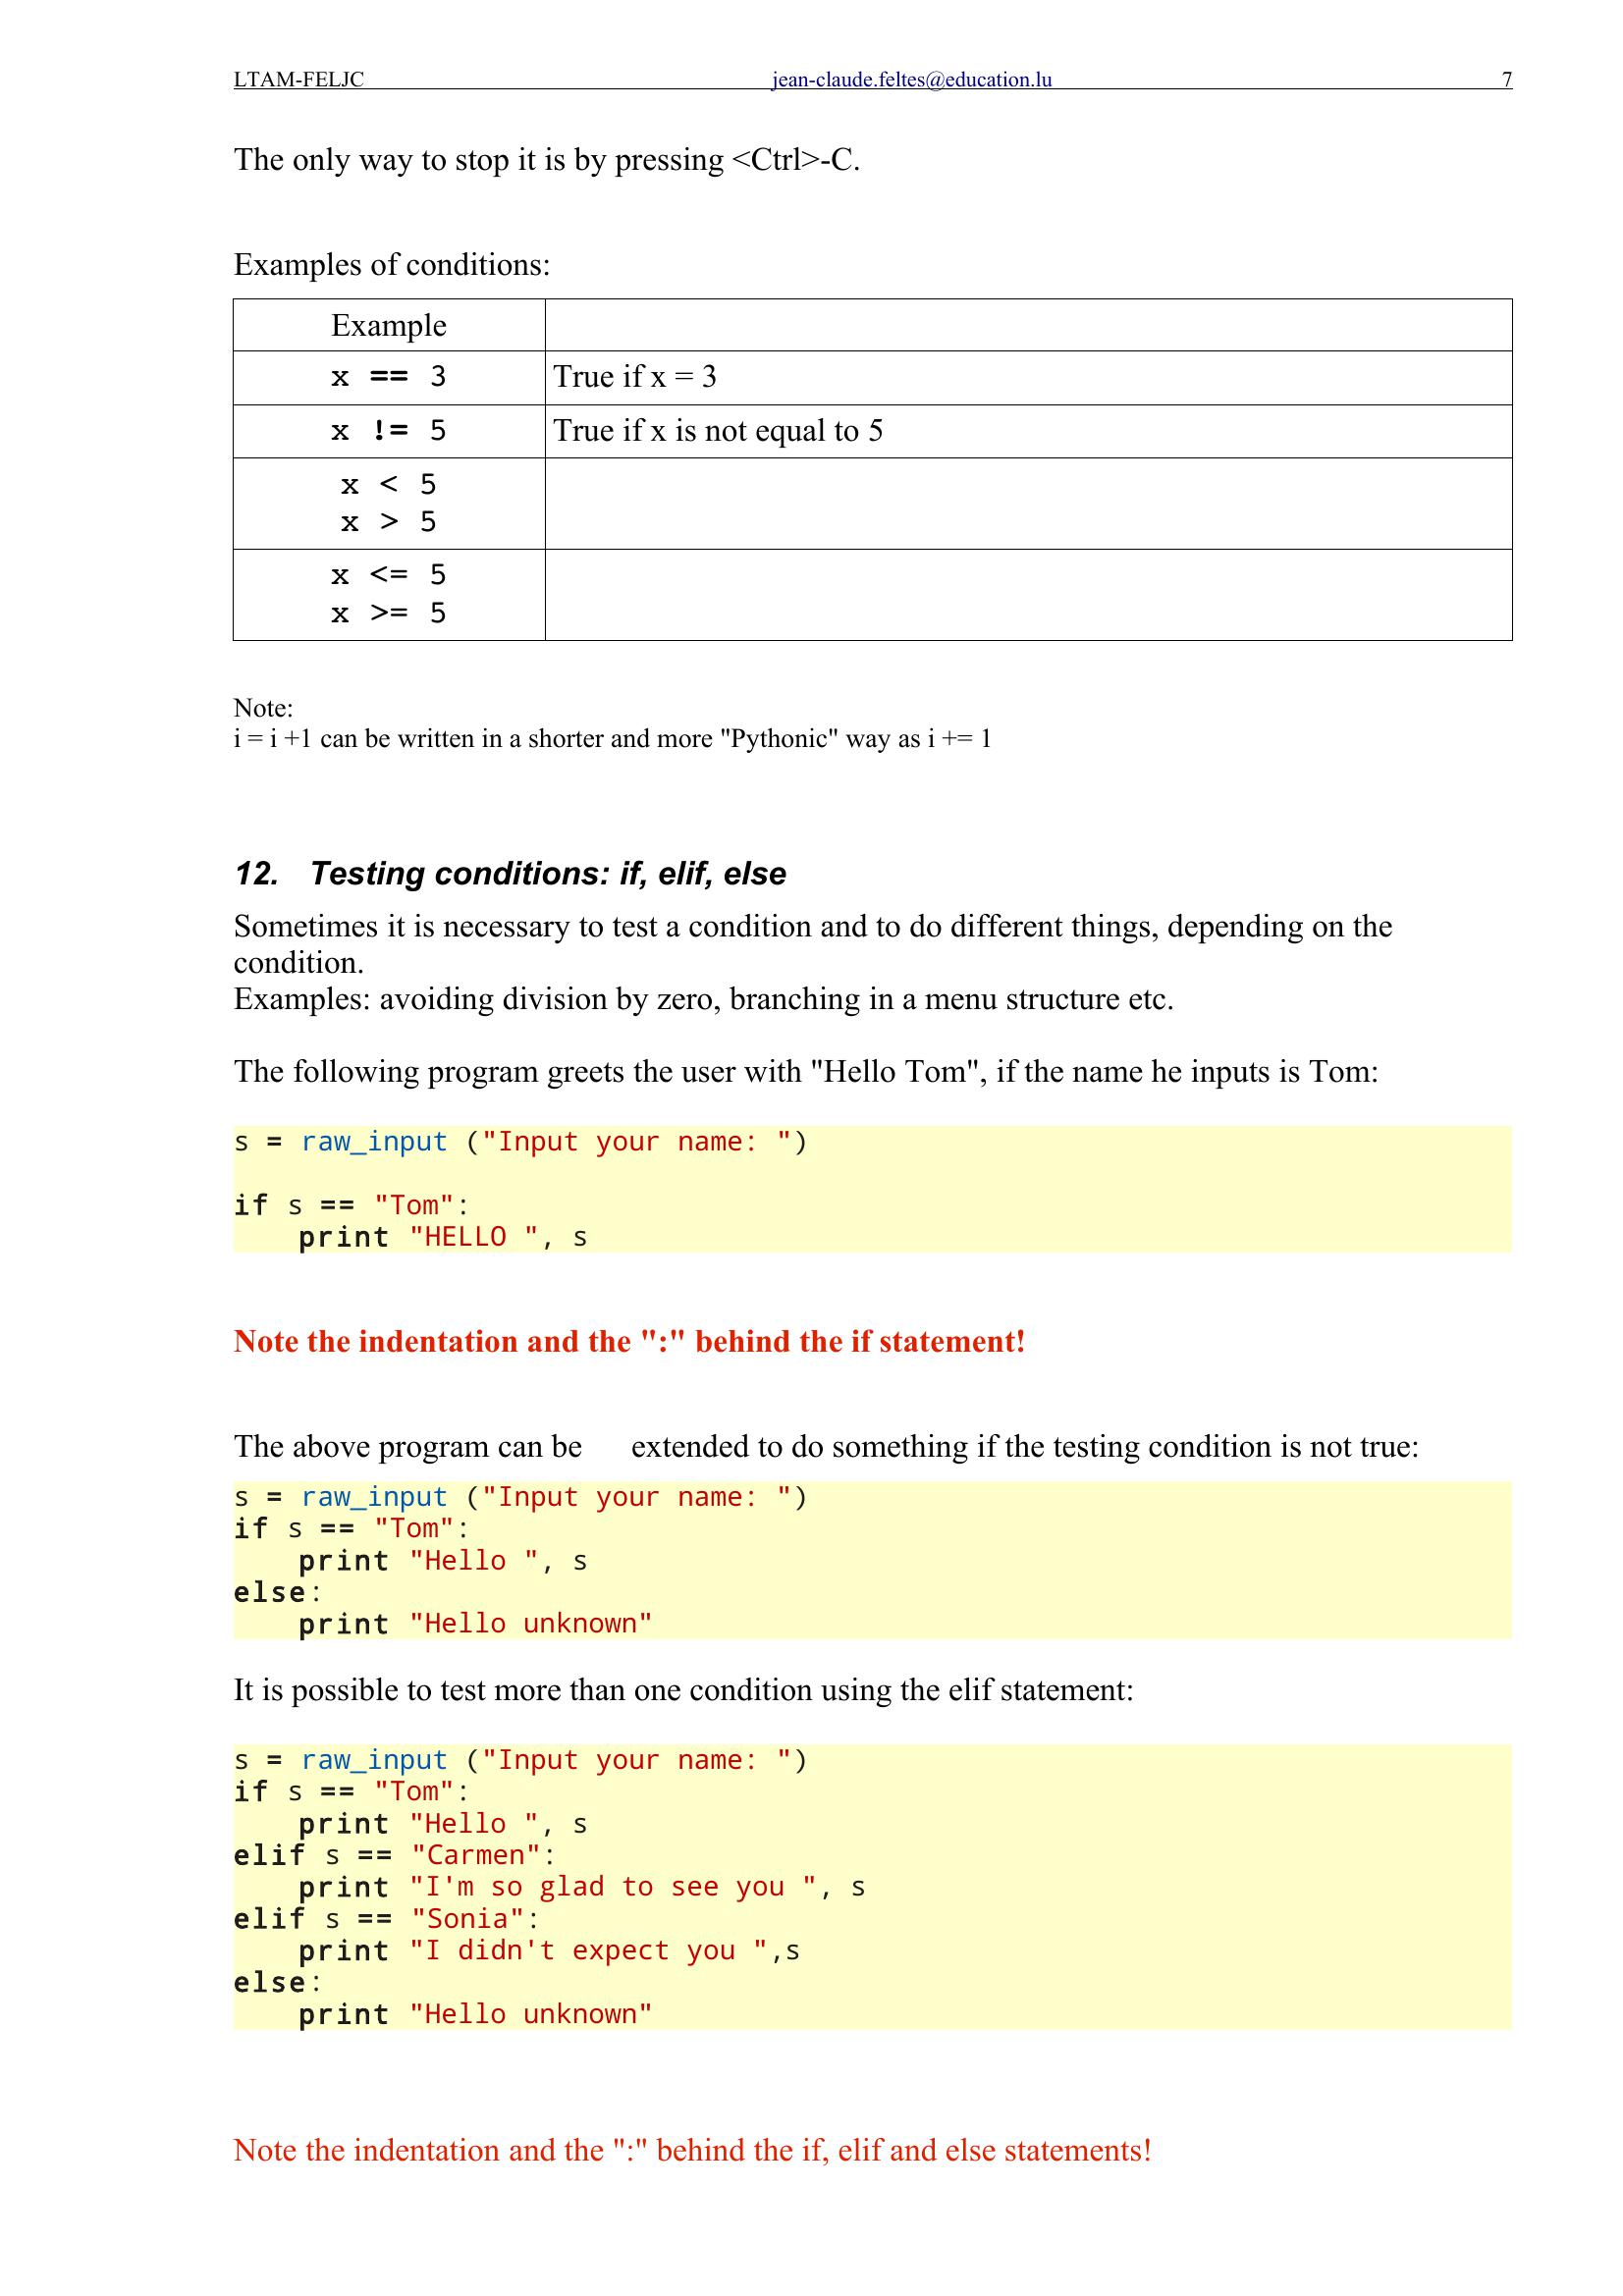 LTAM-FELJC jean-claude.feltes@education.lu 7
The only way to stop it is by pressing <Ctrl>-C.
Examples of conditions:
Example
x == 3 True if x = 3
x != 5 True if x is not equal to 5
x < 5
x > 5
x <= 5
x >= 5
Note:
i = i +1 can be written in a shorter and more "Pythonic" way as i += 1
12. Testing conditions: if, elif, else
Sometimes it is necessary to test a condition and to do different things, depending on the
condition.
Examples: avoiding division by zero, branching in a menu structure etc.
The following program greets the user with "Hello Tom", if the name he inputs is Tom:
s = raw_input ("Input your name: ")
if s == "Tom":
    print "HELLO ", s
Note the indentation and the ":" behind the if statement!
The above program can be extended to do something if the testing condition is not true:
s = raw_input ("Input your name: ")
if s == "Tom":
    print "Hello ", s
else:
    print "Hello unknown"
It is possible to test more than one condition using the elif statement:
s = raw_input ("Input your name: ")
if s == "Tom":
    print "Hello ", s
elif s == "Carmen":
    print "I'm so glad to see you ", s
elif s == "Sonia":
    print "I didn't expect you ",s
else:
    print "Hello unknown"
Note the indentation and the ":" behind the if, elif and else statements!